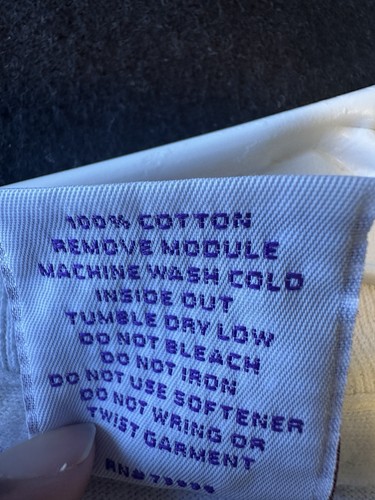 100% COTTON
REMOVE MODULE
MACHINE WASH COLD
INSIDE OUT
TUMBLE DRY LOW
DO NOT BLEACH
DO NOT IRON
DO NOT USE SOFTENER
DO NOT WRING OR
TWIST GARMENT